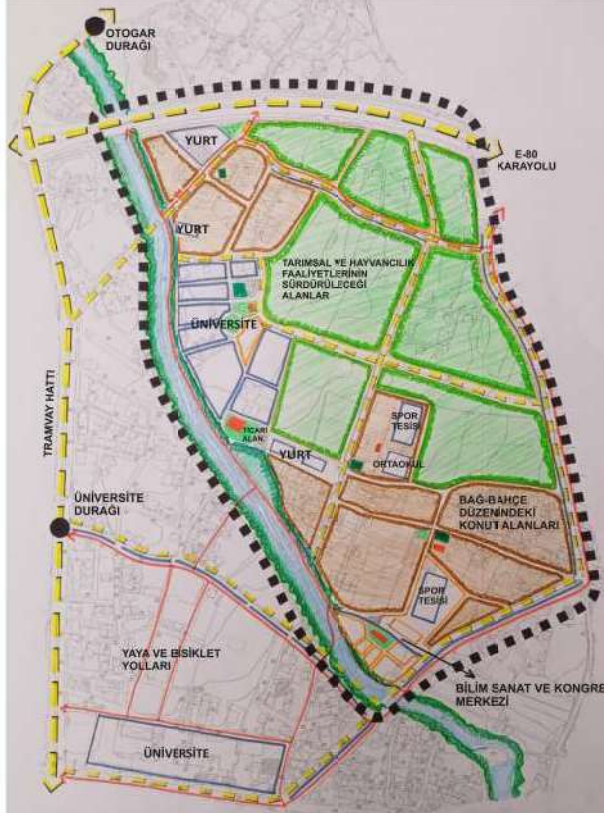 OTOGAR
DURAĞI
YURT
E-80
KARAYOLU
YURT
TARIMSAL VE HAYVANCILIK
FAALİYETLERİNİN
SÜRDÜRÜLECEĞİ
ALANLAR
ÜNİVERSİTE
TRAMVAY HATTI
TİCARİ
ALAN
SPOR
TESİSİ
YURT
ORTAOKUL
ÜNİVERSİTE
DURAĞI
BAĞ-BAHÇE
DÜZENİNDEKİ
KONUT ALANLARI
SPOR
TESİSİ
YAYA VE BİSİKLET
YOLLARI
BİLİM SANAT VE KONGRE
MERKEZİ
ÜNİVERSİTE